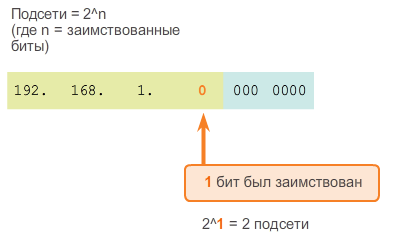 Подсети = 2^n
(где n = заимствованные
биты)
192. 168. 1. 0 000 0000
1 бит был заимствован
2^1 = 2 подсети